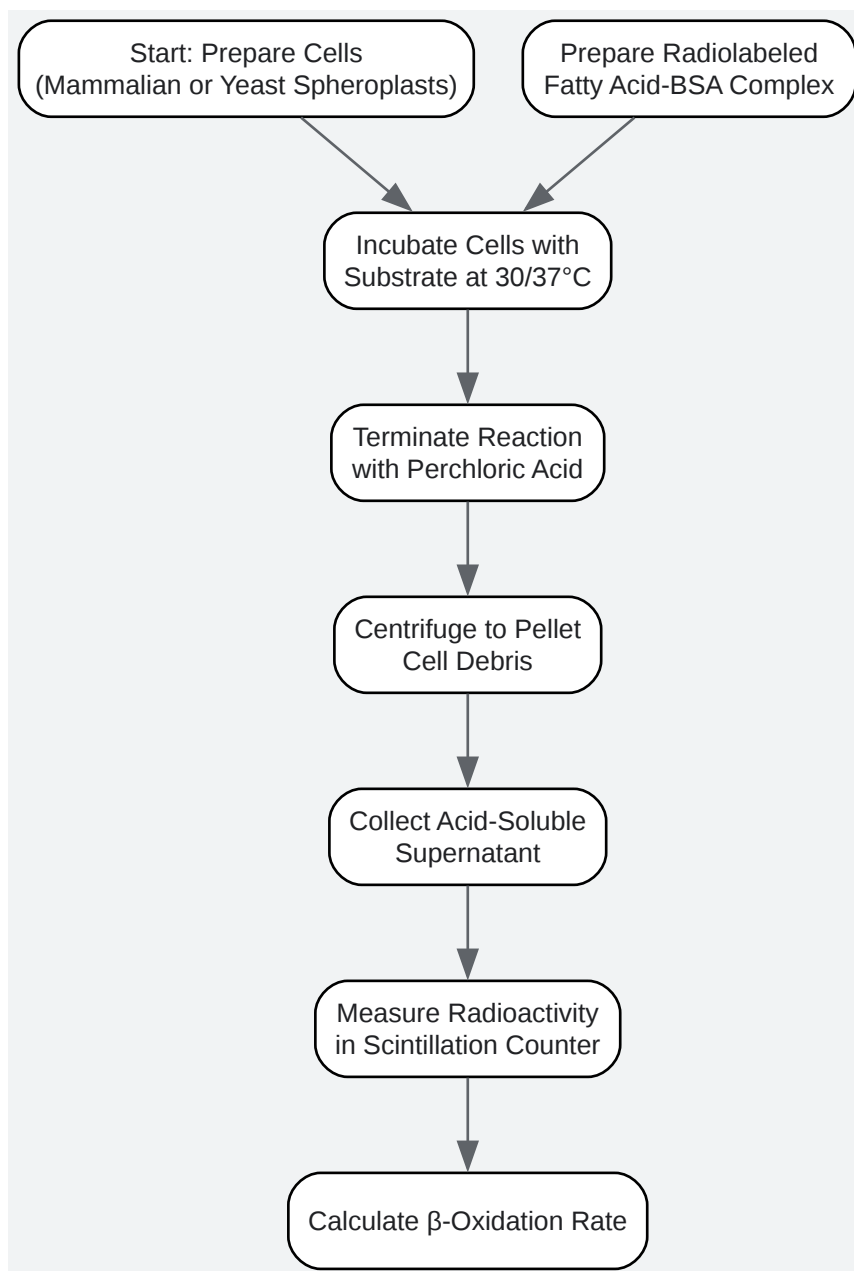 Start: Prepare Cells
(Mammalian or Yeast Spheroplasts)
Prepare Radiolabeled
Fatty Acid-BSA Complex
Incubate Cells with
Substrate at 30/37°C
Terminate Reaction
with Perchloric Acid
Centrifuge to Pellet
Cell Debris
Collect Acid-Soluble
Supernatant
Measure Radioactivity
in Scintillation Counter
Calculate β-Oxidation Rate